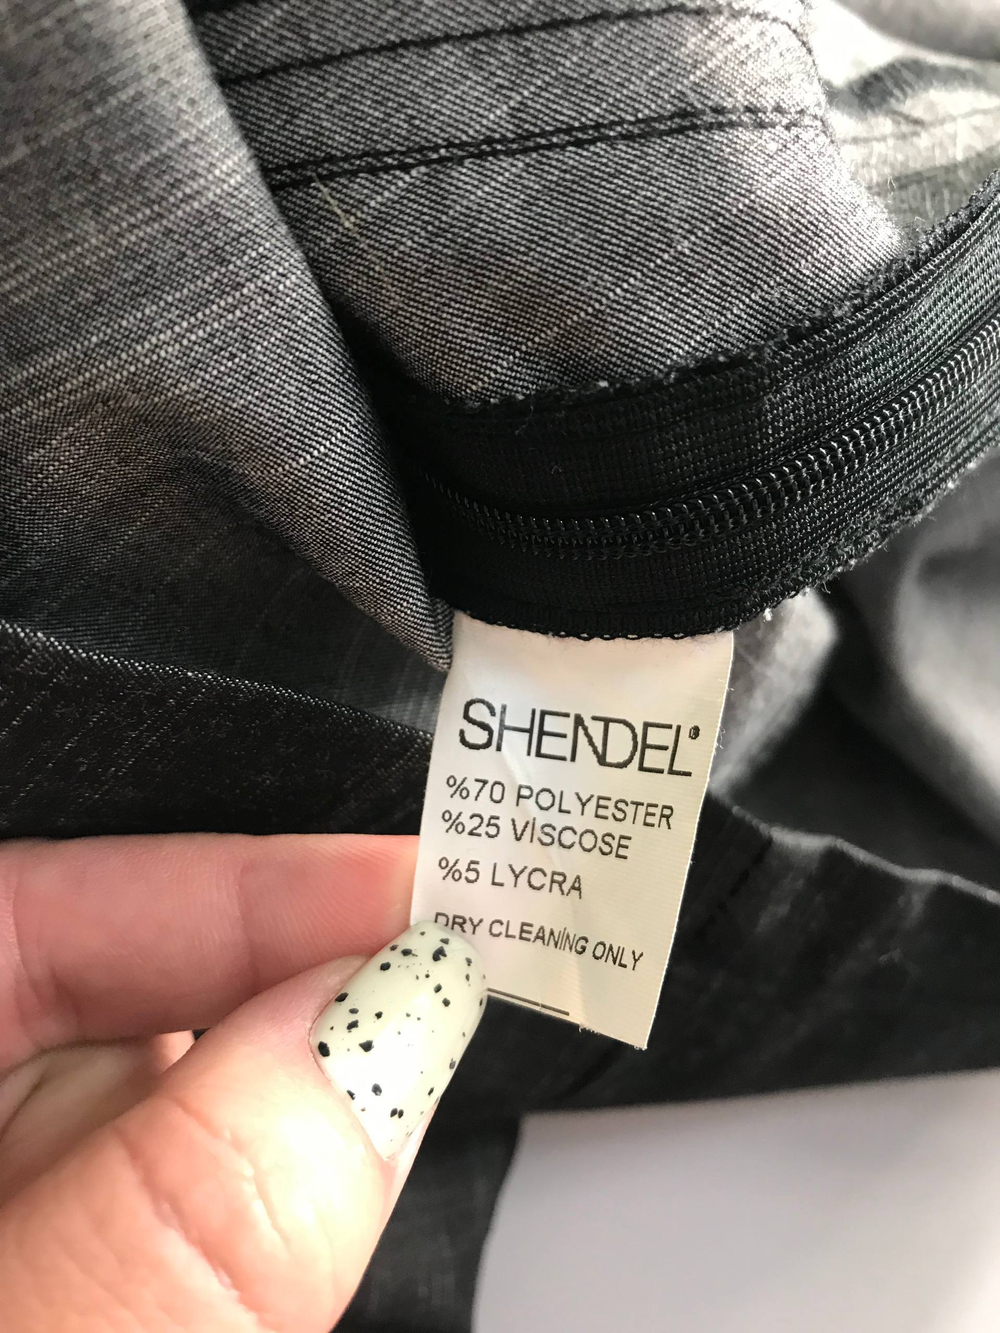 SHENDEL®
%70 POLYESTER
%25 VİSCOSE
%5 LYCRA
DRY CLEANİNG ONLY